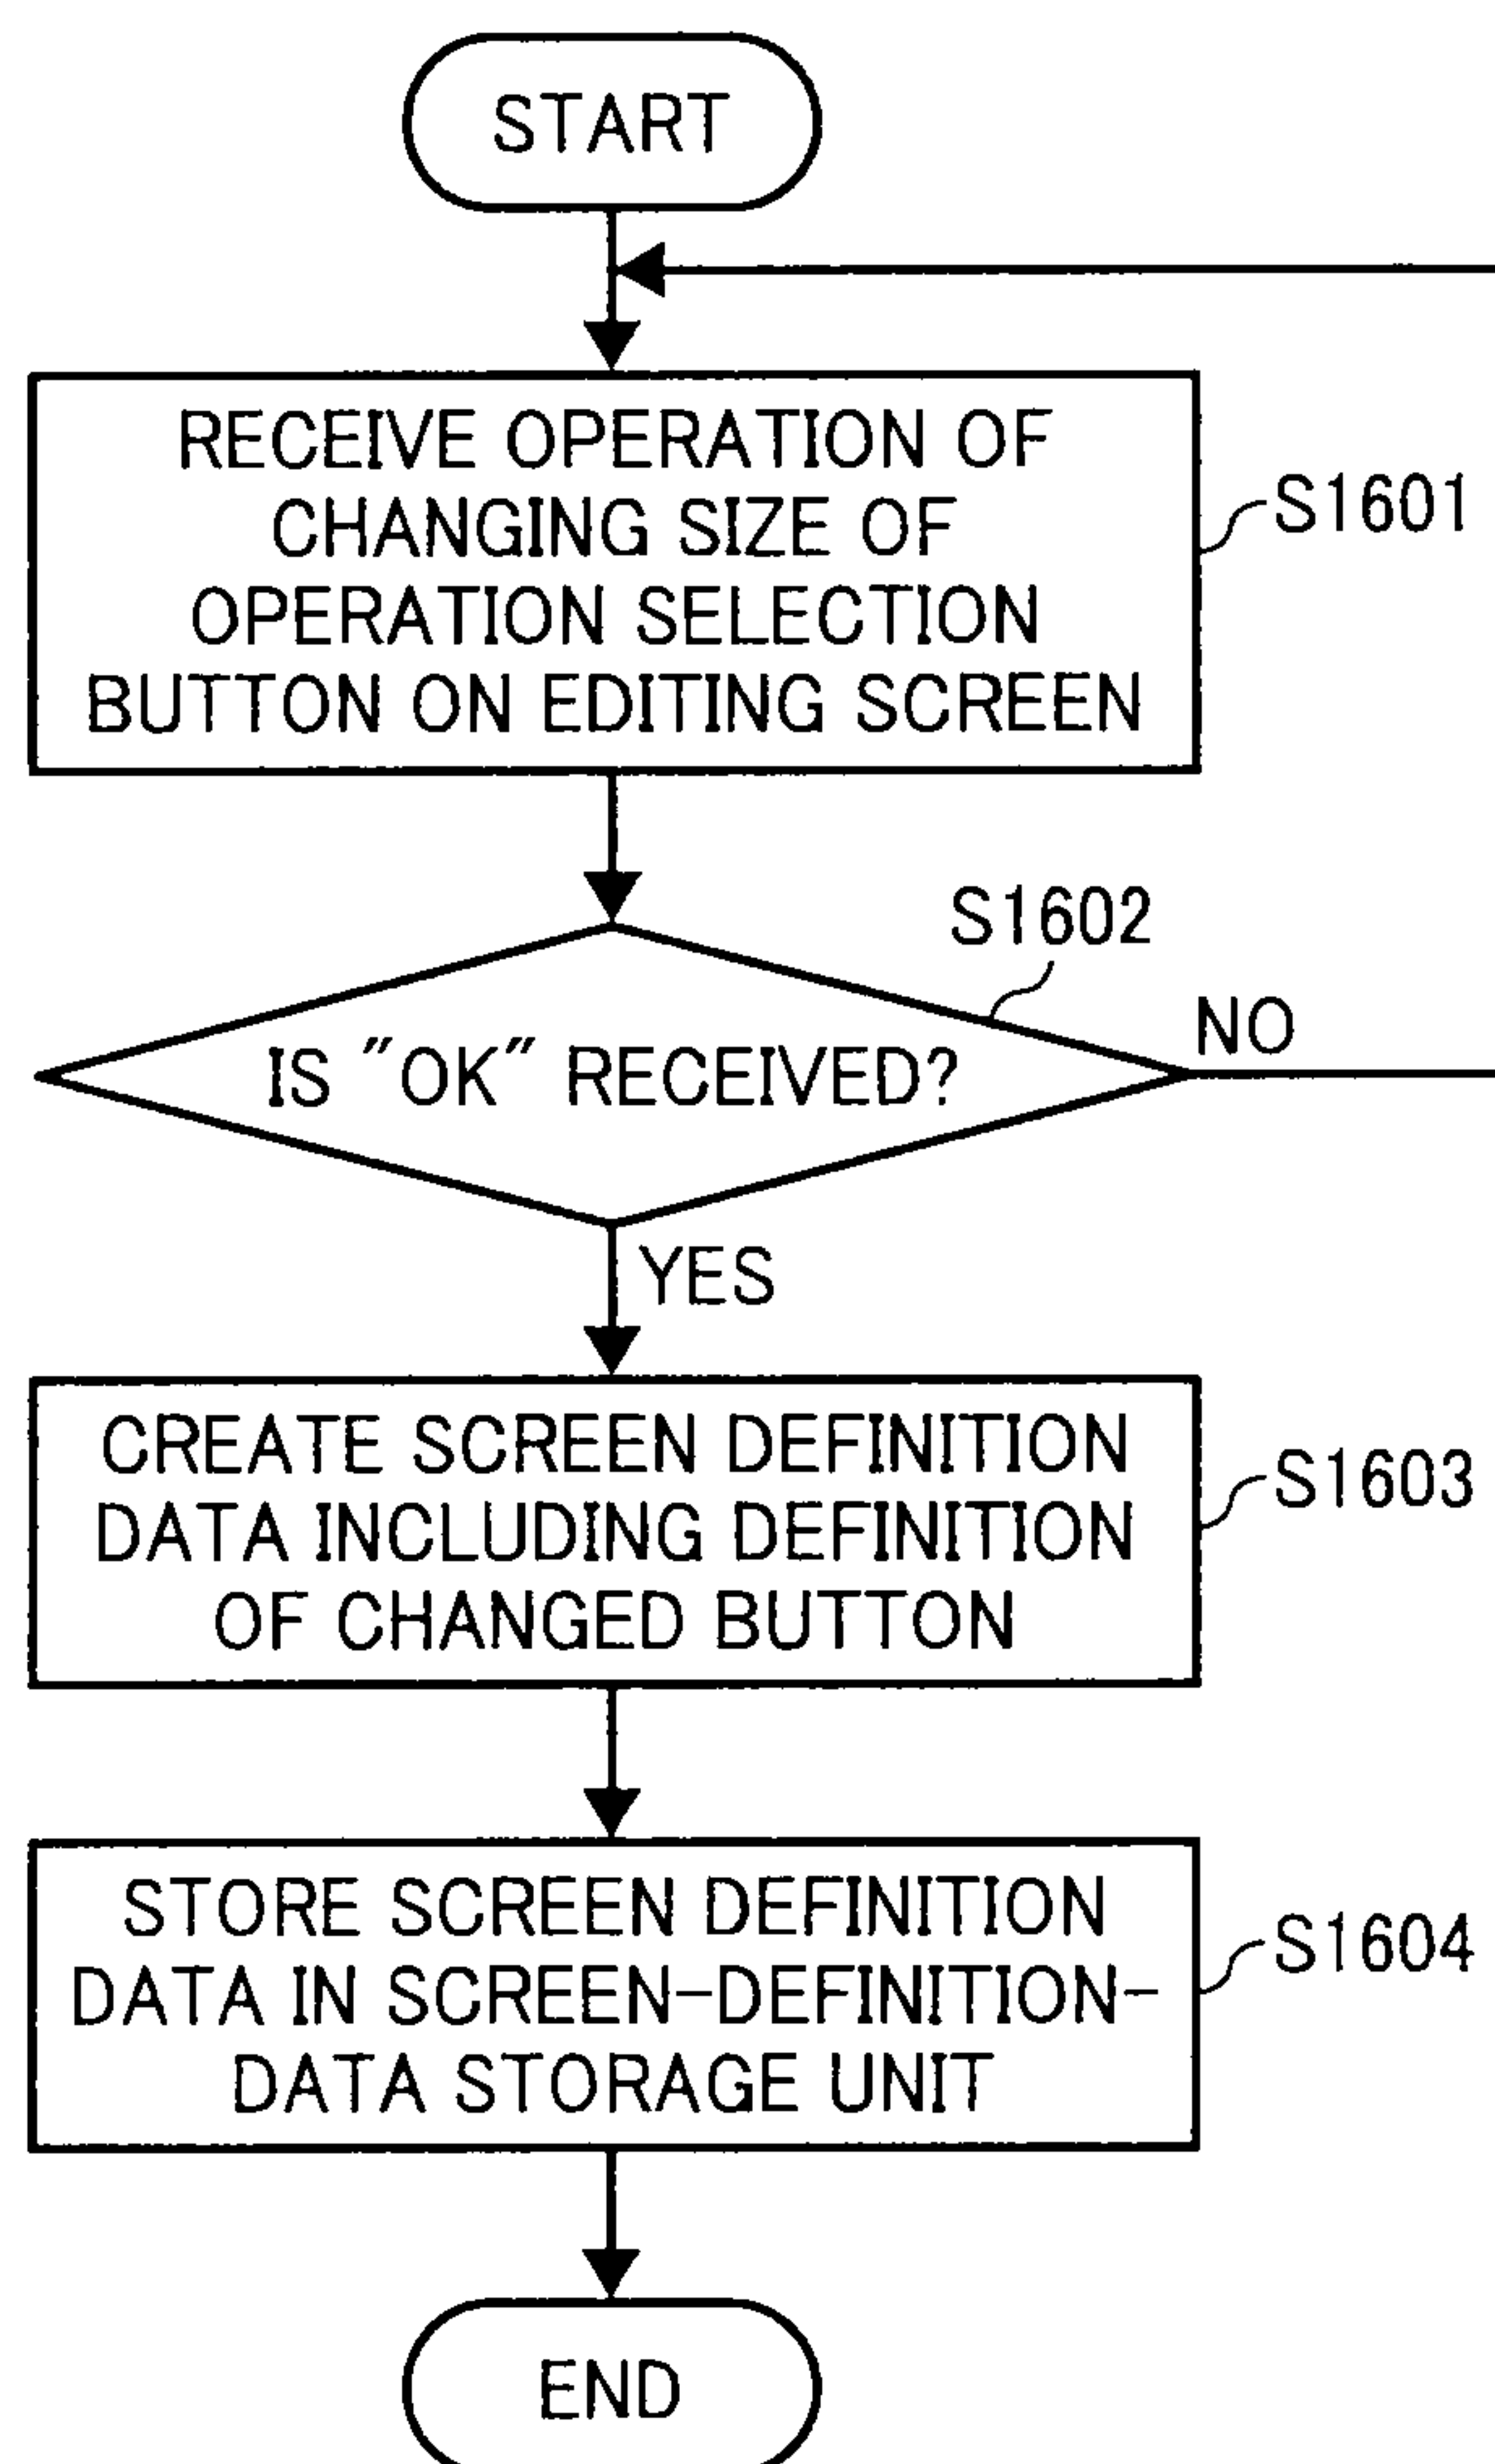 START
RECEIVE OPERATION OF
CHANGING SIZE OF
OPERATION SELECTION
BUTTON ON EDITING SCREEN
S1601
S1602
IS "OK" RECEIVED?
NO
YES
CREATE SCREEN DEFINITION
DATA INCLUDING DEFINITION
OF CHANGED BUTTON
S1603
STORE SCREEN DEFINITION
DATA IN SCREEN-DEFINITION-
DATA STORAGE UNIT
S1604
END